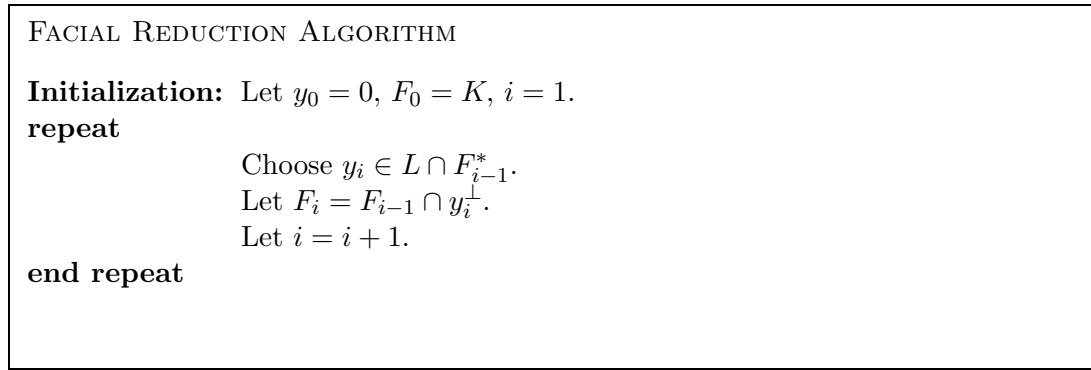 FACIAL REDUCTION ALGORITHM
Initialization: Let y₀ = 0, F₀ = K, i = 1.
repeat
Choose yᵢ ∈ L ∩ F*ᵢ₋₁.
Let Fᵢ = Fᵢ₋₁ ∩ yᵢ⊥.
Let i = i + 1.
end repeat